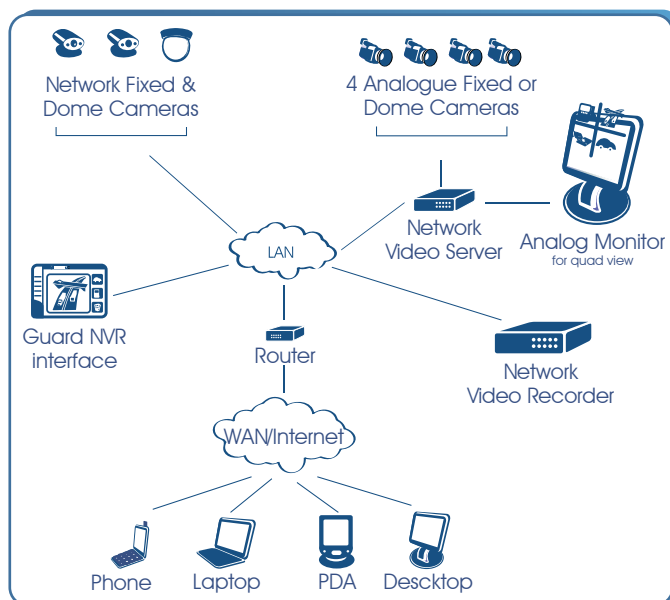 Network Fixed &
Dome Cameras
4 Analogue Fixed or
Dome Cameras
Network
Video Server
Analog Monitor
for quad view
LAN
Guard NVR
interface
Router
Network
Video Recorder
WAN/Internet
Phone
Laptop
PDA
Descktop